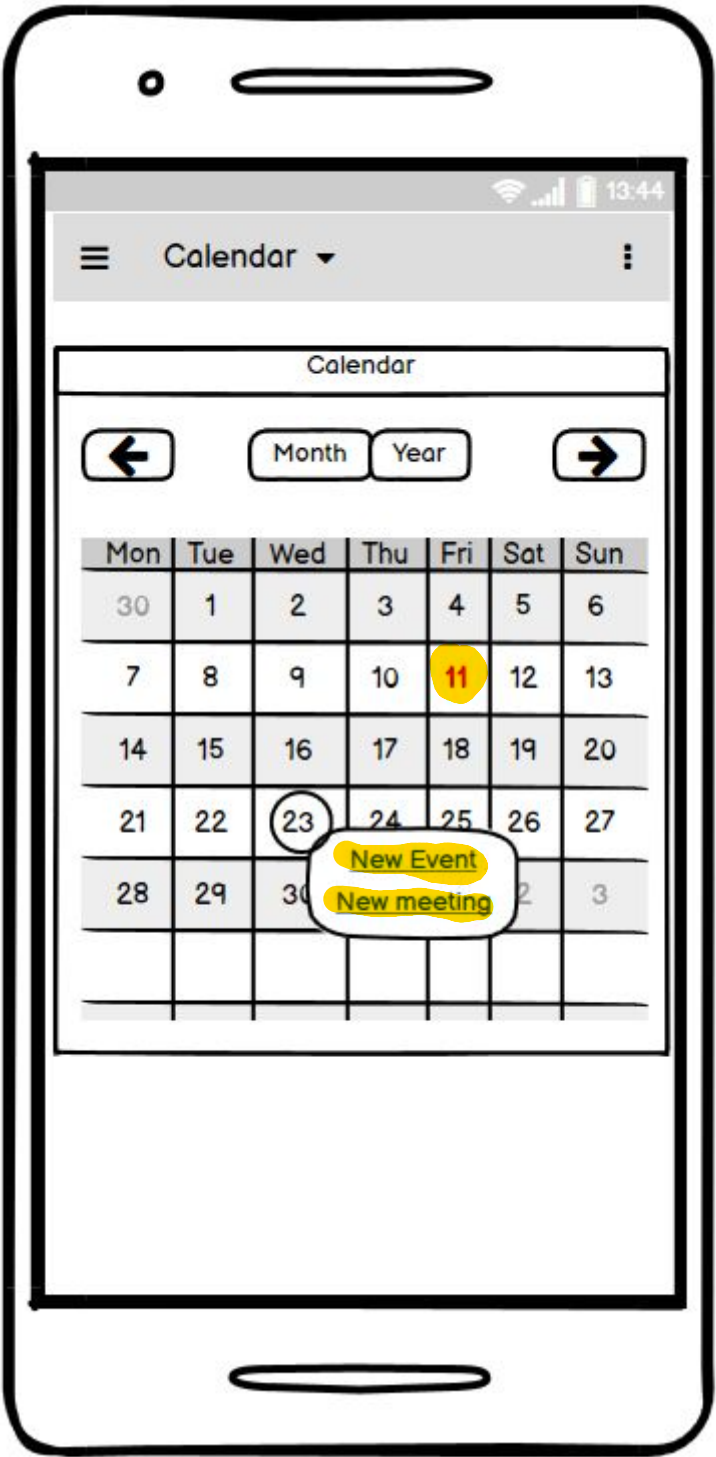 13:44
Calendar
Calendar
Month Year
Mon Tue Wed Thu Fri Sat Sun
30 1 2 3 4 5 6
7 8 9 10 11 12 13
14 15 16 17 18 19 20
21 22 23 24 25 26 27
New Event
28 29 30 2 3
New meeting